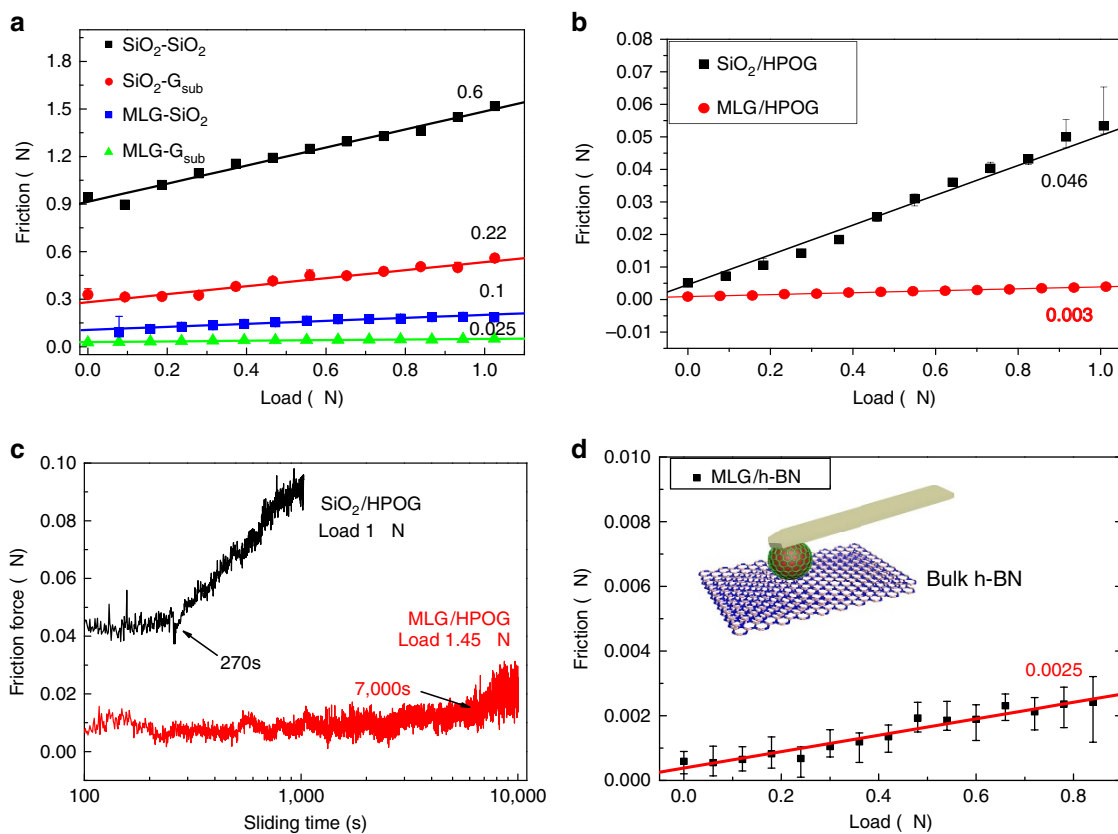 a
SiO₂-SiO₂
SiO₂-G_sub
MLG-SiO₂
MLG-G_sub
0.6
0.22
0.1
0.025
1.8
1.5
1.2
0.9
0.6
0.3
0.0
Friction ( N)
0.0 0.2 0.4 0.6 0.8 1.0
Load ( N)
b
SiO₂/HPOG
MLG/HPOG
0.046
0.003
0.08
0.07
0.06
0.05
0.04
0.03
0.02
0.01
0.00
–0.01
Friction ( N)
0.0 0.2 0.4 0.6 0.8 1.0
Load ( N)
c
SiO₂/HPOG
Load 1 N
270s
MLG/HPOG
Load 1.45 N
7,000s
0.10
0.08
0.06
0.04
0.02
0.00
Friction force ( N)
100 1,000 10,000
Sliding time (s)
d
MLG/h-BN
Bulk h-BN
0.0025
0.010
0.008
0.006
0.004
0.002
0.000
Friction ( N)
0.0 0.2 0.4 0.6 0.8
Load ( N)